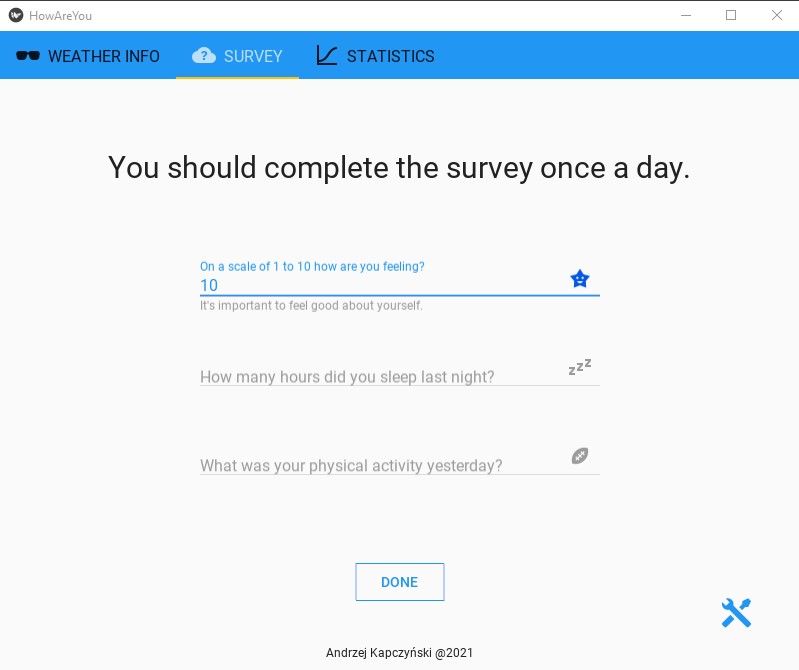 HowAreYou
WEATHER INFO
SURVEY
STATISTICS
You should complete the survey once a day.
On a scale of 1 to 10 how are you feeling?
10
It's important to feel good about yourself.
How many hours did you sleep last night?
What was your physical activity yesterday?
DONE
Andrzej Kapczyński @2021